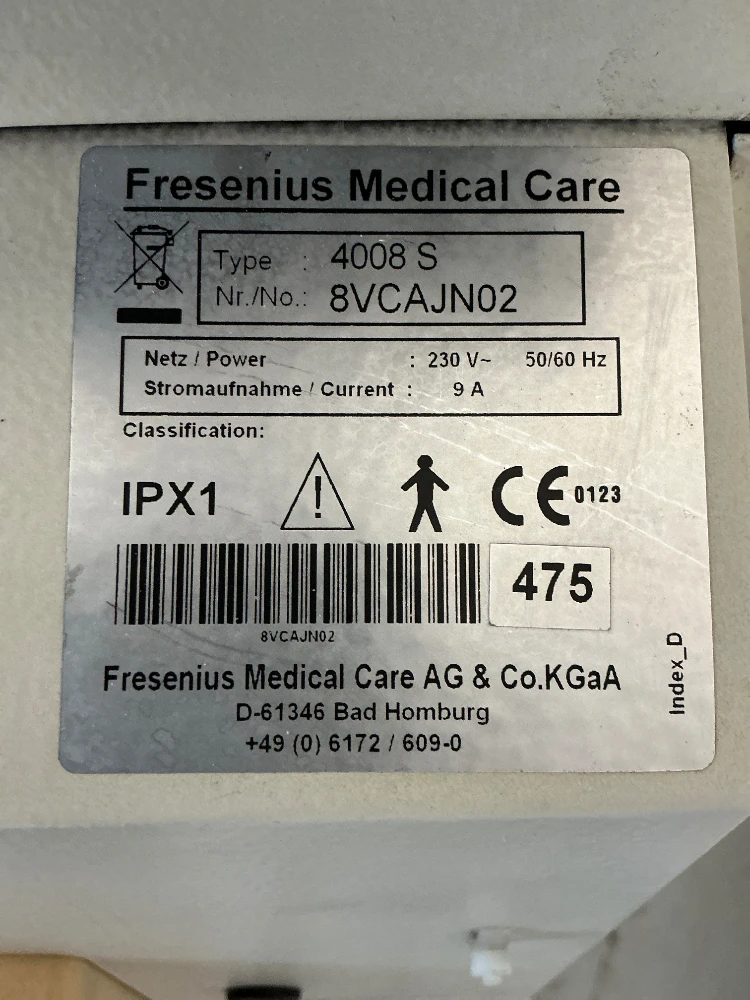 Fresenius Medical Care
Type : 4008 S
Nr./No.: 8VCAJN02
Netz / Power : 230 V~ 50/60 Hz
Stromaufnahme / Current : 9 A
Classification:
IPX1 ! CE 0123
475
8VCAJN02
Fresenius Medical Care AG & Co.KGaA
D-61346 Bad Homburg
+49 (0) 6172 / 609-0
Index_D